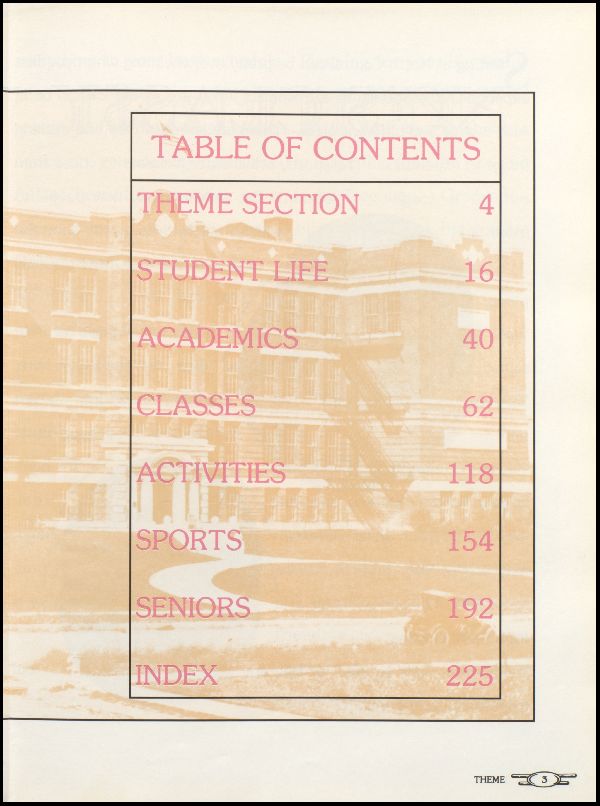 TABLE OF CONTENTS
THEME SECTION 4
STUDENT LIFE 16
ACADEMICS 40
CLASSES 62
ACTIVITIES 118
SPORTS 154
SENIORS 192
INDEX 225
THEME 3